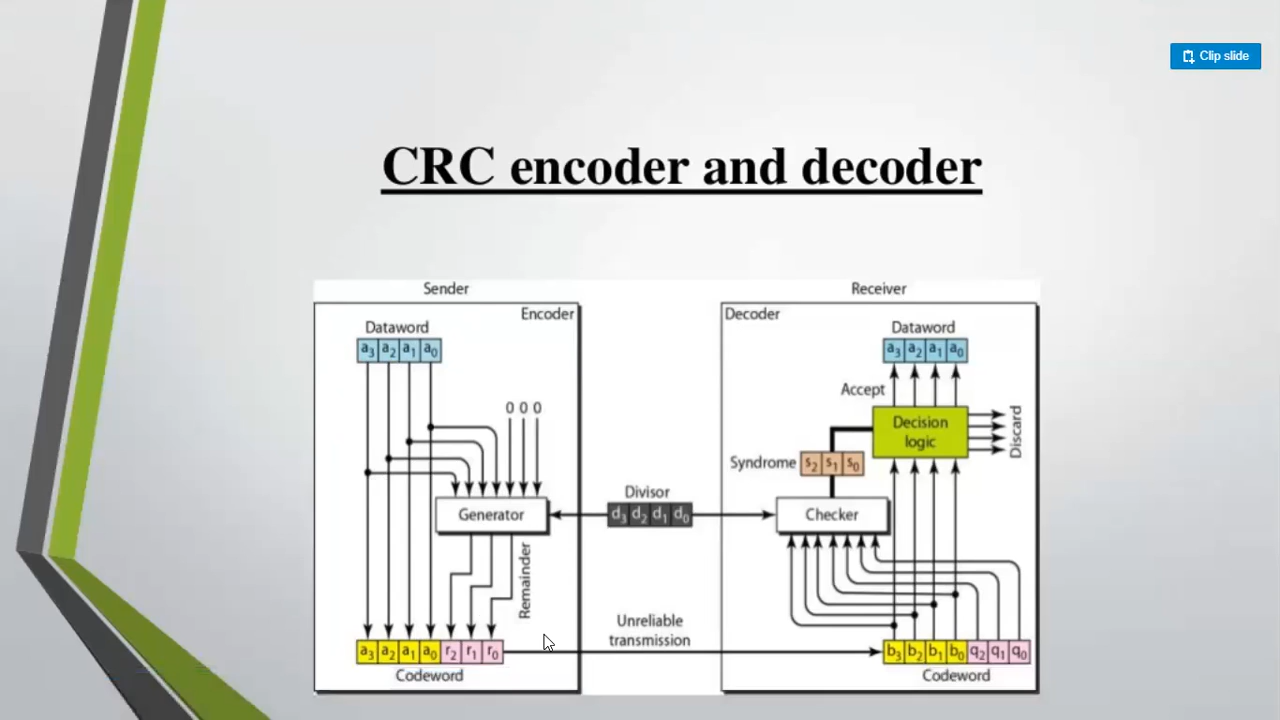 Clip slide
CRC encoder and decoder
Sender
Receiver
Encoder
Decoder
Dataword
Dataword
a3 a2 a1 a0
a3 a2 a1 a0
Accept
0 0 0
Decision
logic
Discard
Syndrome
s2 s1 s0
Divisor
Generator
d3 d2 d1 d0
Checker
Remainder
Unreliable
transmission
a3 a2 a1 a0 r2 r1 r0
b3 b2 b1 b0 q2 q1 q0
Codeword
Codeword